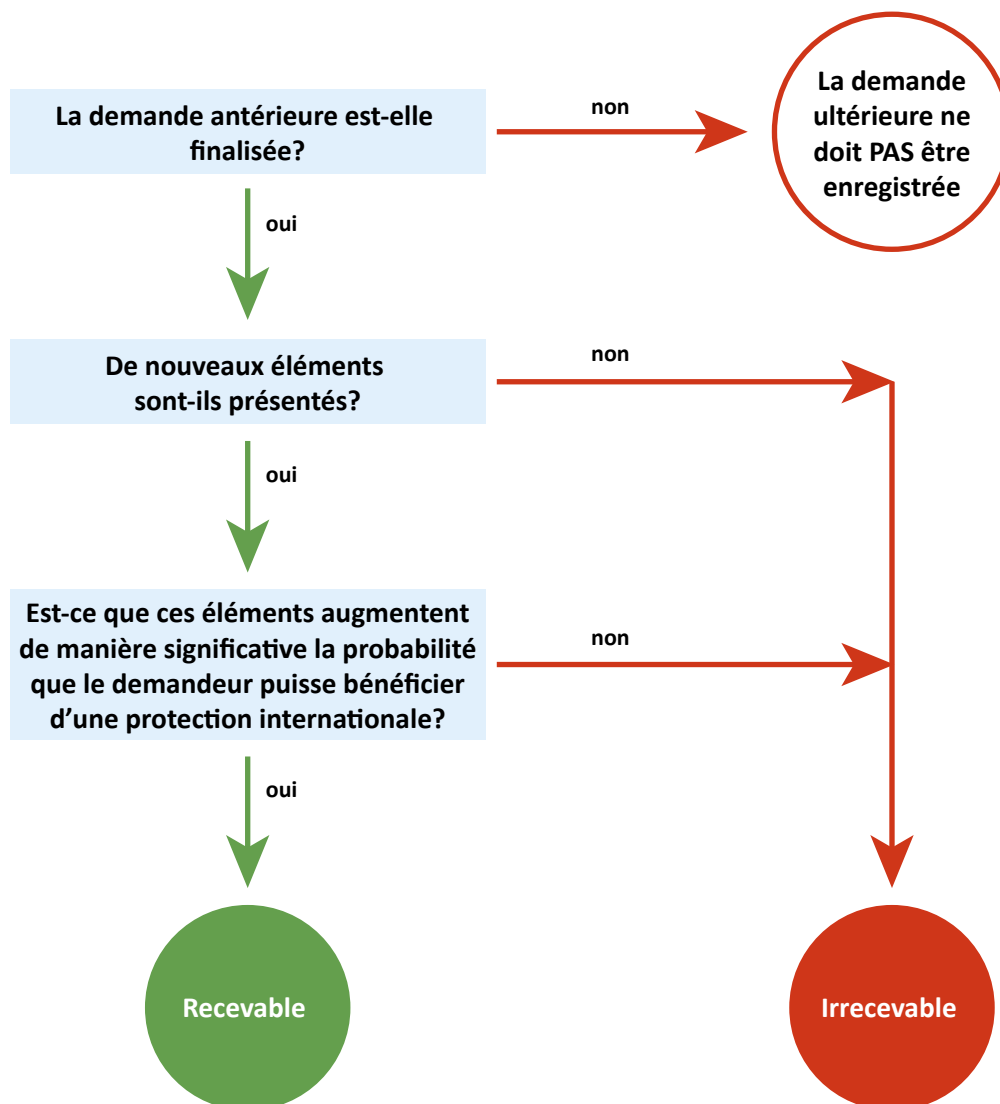 La demande antérieure est-elle
finalisée?
non
La demande
ultérieure ne
doit PAS être
enregistrée
oui
De nouveaux éléments
sont-ils présentés?
non
oui
Est-ce que ces éléments augmentent
de manière significative la probabilité
que le demandeur puisse bénéficier
d’une protection internationale?
non
oui
Recevable
Irrecevable